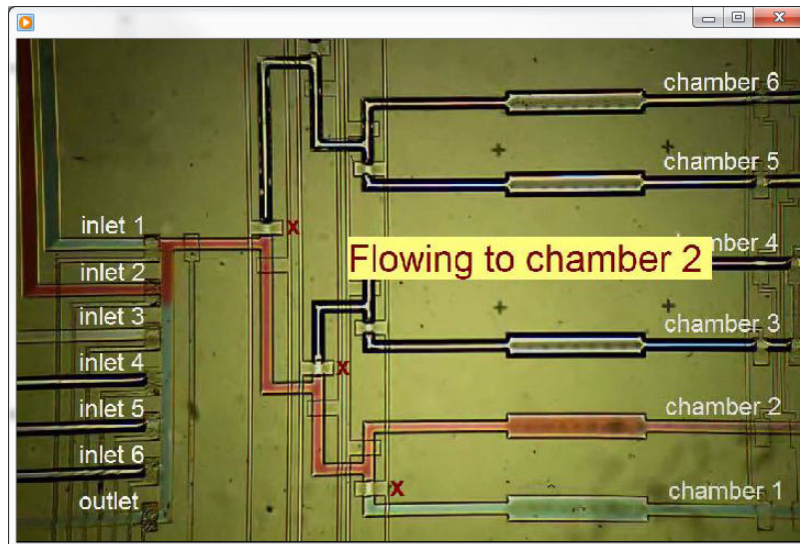 chamber 6
chamber 5
inlet 1
x
chamber 4
Flowing to chamber 2
inlet 2
inlet 3
chamber 3
inlet 4
x
inlet 5
chamber 2
inlet 6
x
chamber 1
outlet